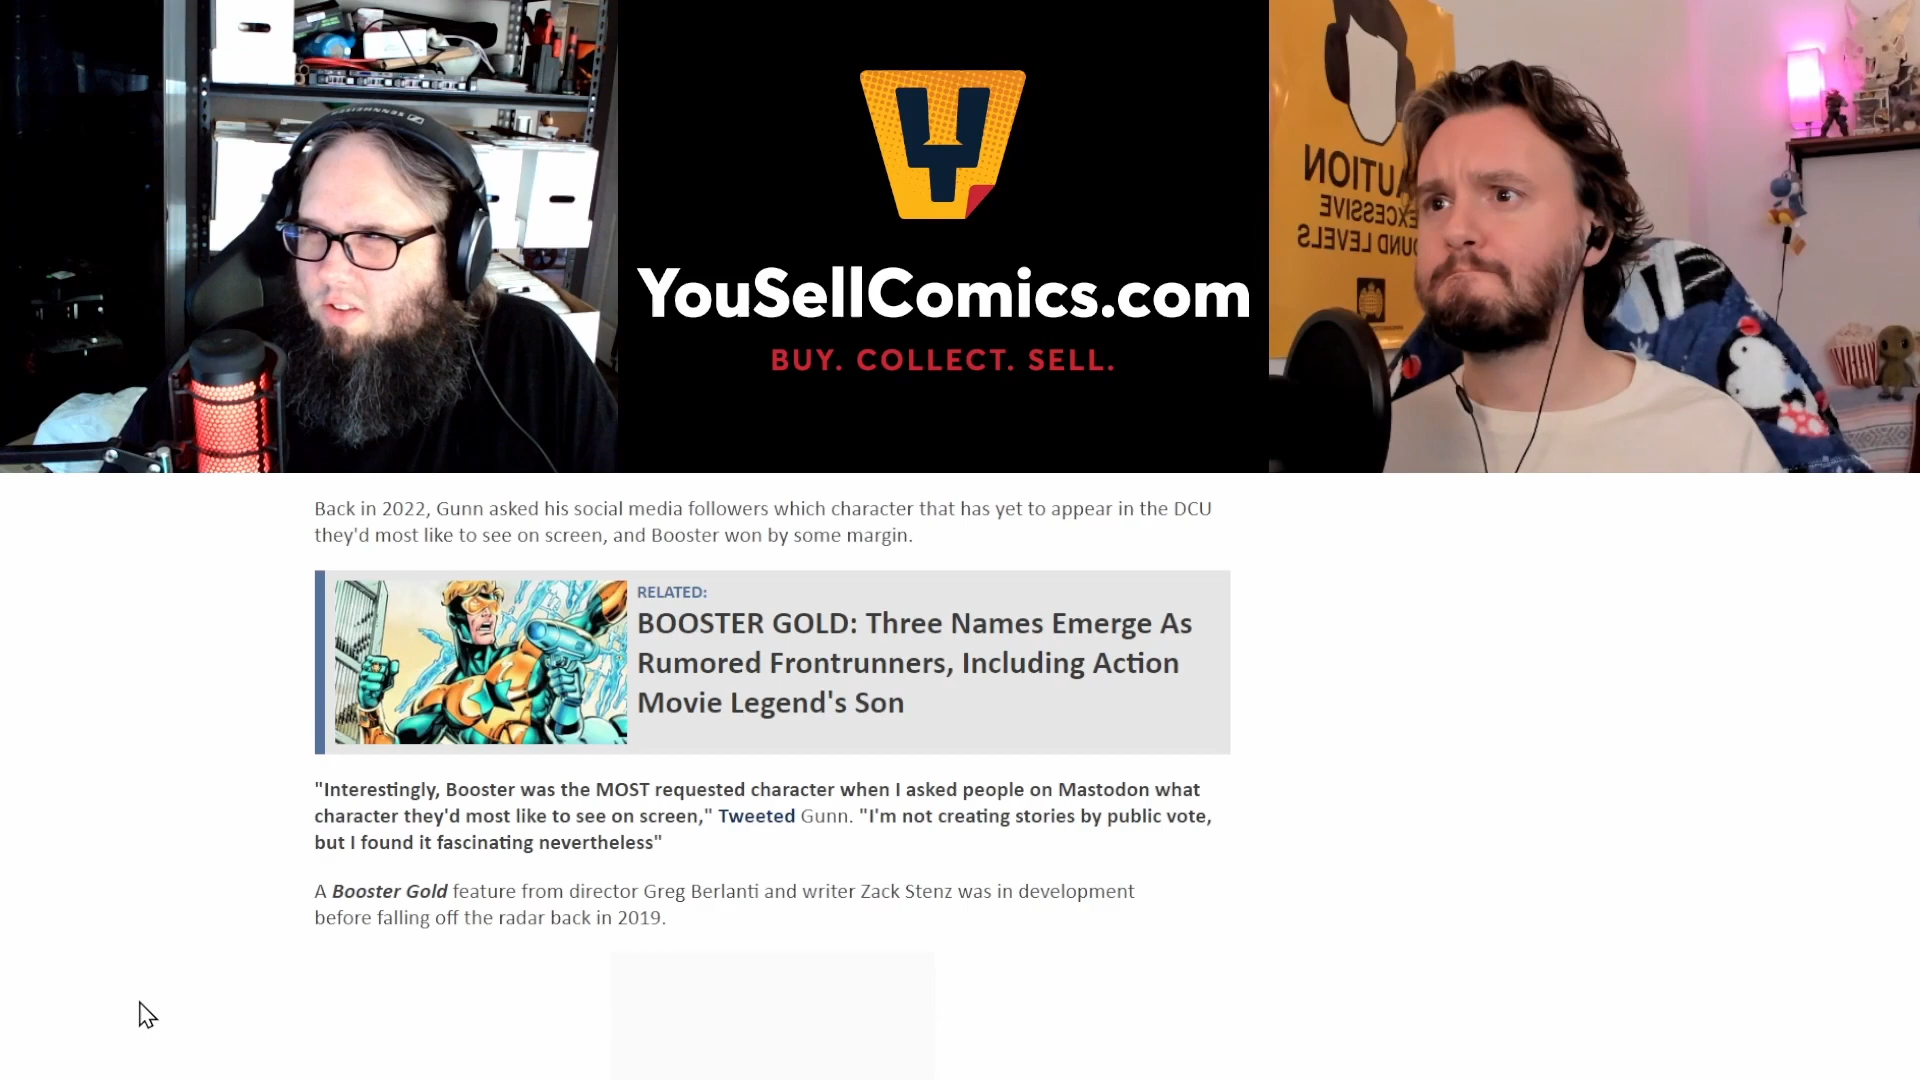 SENNHEISER
YouSellComics.com
BUY. COLLECT. SELL.
CAUTION
EXCESSIVE
SOUND LEVELS
Back in 2022, Gunn asked his social media followers which character that has yet to appear in the DCU
they'd most like to see on screen, and Booster won by some margin.
RELATED:
BOOSTER GOLD: Three Names Emerge As
Rumored Frontrunners, Including Action
Movie Legend's Son
"Interestingly, Booster was the MOST requested character when I asked people on Mastodon what
character they'd most like to see on screen," Tweeted Gunn. "I'm not creating stories by public vote,
but I found it fascinating nevertheless"
A Booster Gold feature from director Greg Berlanti and writer Zack Stenz was in development
before falling off the radar back in 2019.